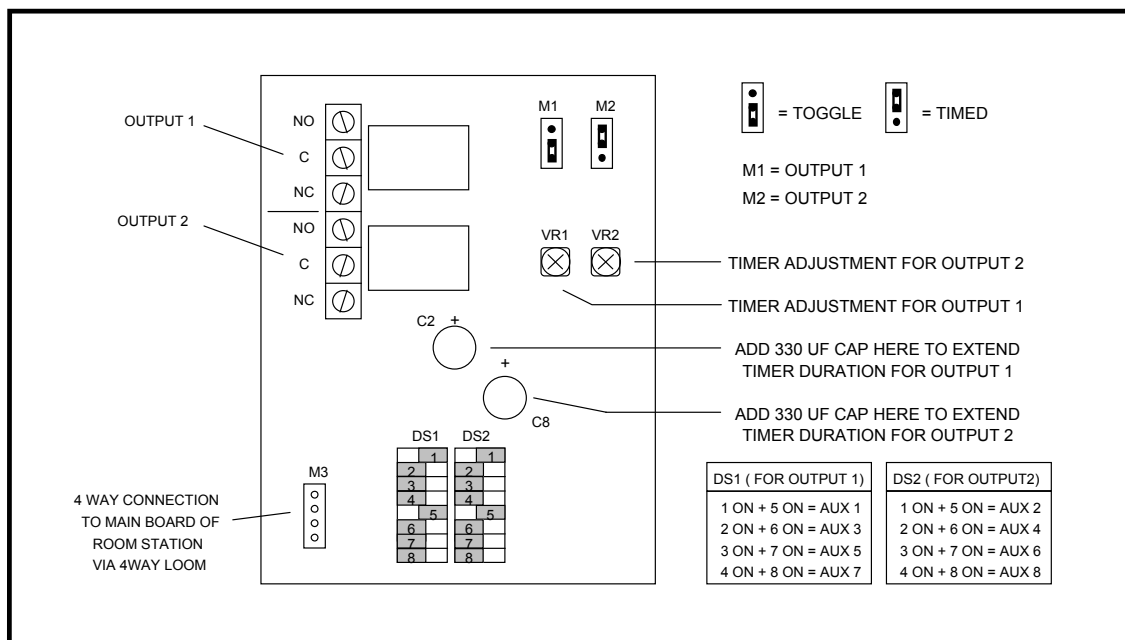 OUTPUT 1
OUTPUT 2
NO
C
NC
NO
C
NC
M1
M2
= TOGGLE
= TIMED
M1 = OUTPUT 1
M2 = OUTPUT 2
VR1
VR2
TIMER ADJUSTMENT FOR OUTPUT 2
TIMER ADJUSTMENT FOR OUTPUT 1
C2
+
ADD 330 UF CAP HERE TO EXTEND
TIMER DURATION FOR OUTPUT 1
+
C8
ADD 330 UF CAP HERE TO EXTEND
TIMER DURATION FOR OUTPUT 2
DS1
DS2
1
2
3
4
5
6
7
8
1
2
3
4
5
6
7
8
M3
4 WAY CONNECTION
TO MAIN BOARD OF
ROOM STATION
VIA 4WAY LOOM
DS1 ( FOR OUTPUT 1)
1 ON + 5 ON = AUX 1
2 ON + 6 ON = AUX 3
3 ON + 7 ON = AUX 5
4 ON + 8 ON = AUX 7
DS2 ( FOR OUTPUT2)
1 ON + 5 ON = AUX 2
2 ON + 6 ON = AUX 4
3 ON + 7 ON = AUX 6
4 ON + 8 ON = AUX 8